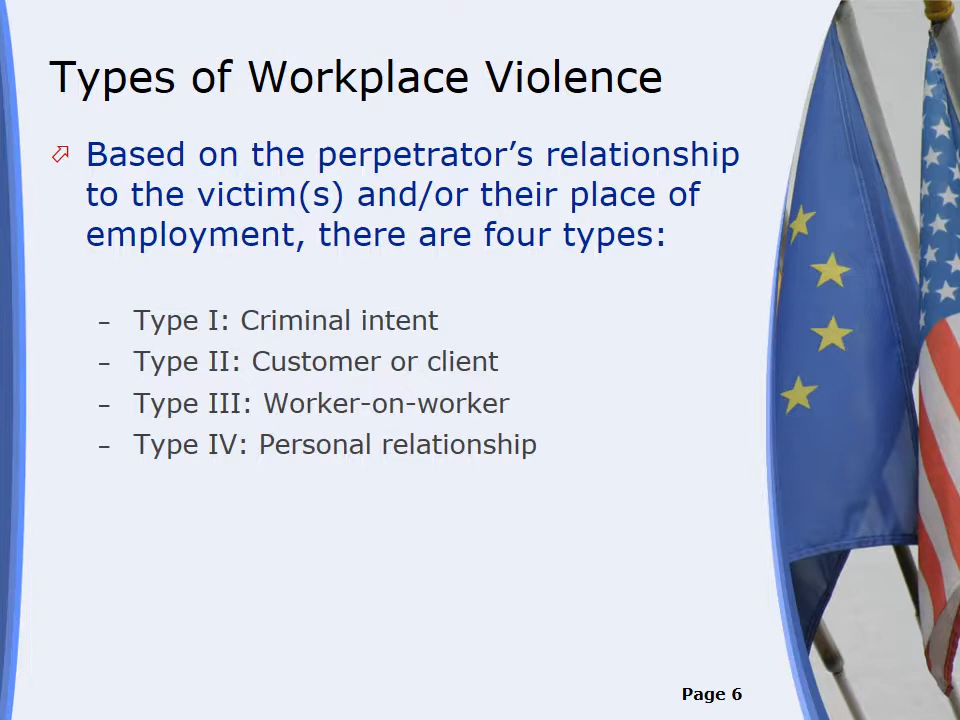 Types of Workplace Violence
Based on the perpetrator’s relationship
to the victim(s) and/or their place of
employment, there are four types:
– Type I: Criminal intent
– Type II: Customer or client
– Type III: Worker-on-worker
– Type IV: Personal relationship
Page 6